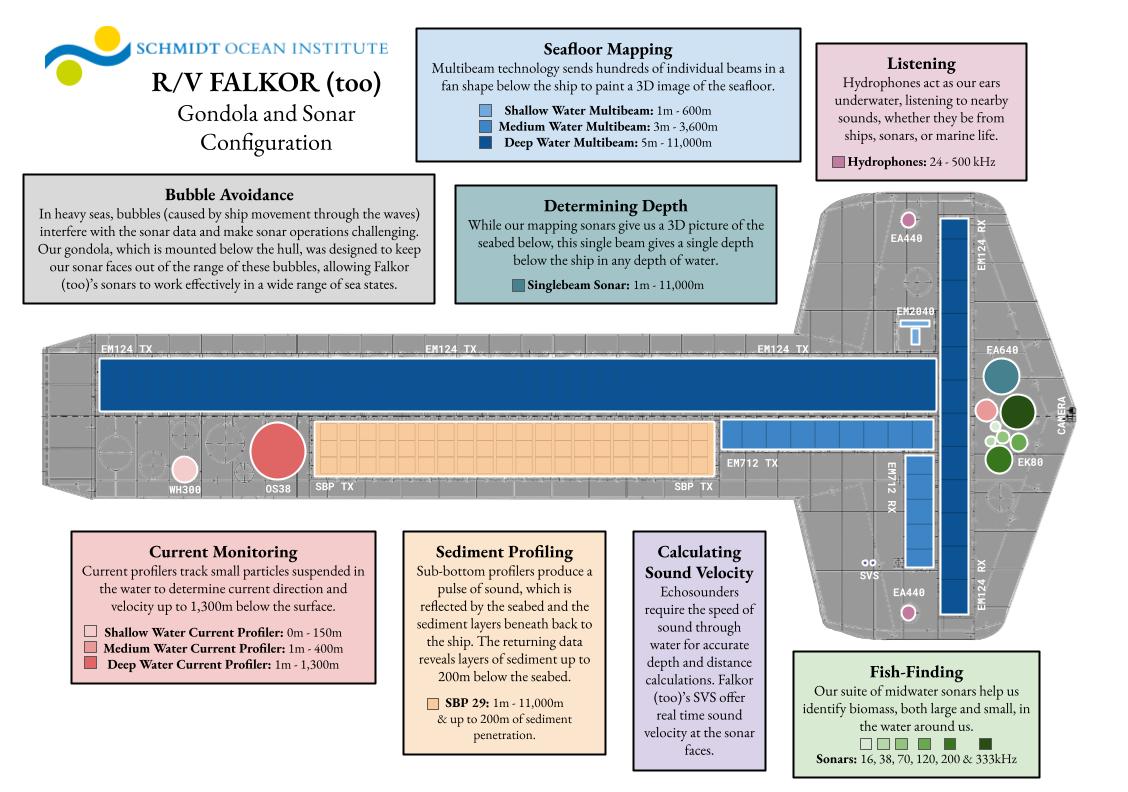 SCHMIDT OCEAN INSTITUTE
R/V FALKOR (too)
Gondola and Sonar
Configuration
Seafloor Mapping
Multibeam technology sends hundreds of individual beams in a
fan shape below the ship to paint a 3D image of the seafloor.
Shallow Water Multibeam: 1m - 600m
Medium Water Multibeam: 3m - 3,600m
Deep Water Multibeam: 5m - 11,000m
Listening
Hydrophones act as our ears
underwater, listening to nearby
sounds, whether they be from
ships, sonars, or marine life.
Hydrophones: 24 - 500 kHz
Bubble Avoidance
In heavy seas, bubbles (caused by ship movement through the waves)
interfere with the sonar data and make sonar operations challenging.
Our gondola, which is mounted below the hull, was designed to keep
our sonar faces out of the range of these bubbles, allowing Falkor
(too)'s sonars to work effectively in a wide range of sea states.
Determining Depth
While our mapping sonars give us a 3D picture of the
seabed below, this single beam gives a single depth
below the ship in any depth of water.
Singlebeam Sonar: 1m - 11,000m
EA440
EM124 RX
EM2040
EM124 TX
EM124 TX
EM124 TX
EA640
CAMERA
EM712 TX
EK80
EM712 RX
WH300
OS38
SBP TX
SBP TX
SVS
EM124 RX
EA440
Current Monitoring
Current profilers track small particles suspended in
the water to determine current direction and
velocity up to 1,300m below the surface.
Shallow Water Current Profiler: 0m - 150m
Medium Water Current Profiler: 1m - 400m
Deep Water Current Profiler: 1m - 1,300m
Sediment Profiling
Sub-bottom profilers produce a
pulse of sound, which is
reflected by the seabed and the
sediment layers beneath back to
the ship. The returning data
reveals layers of sediment up to
200m below the seabed.
SBP 29: 1m - 11,000m
& up to 200m of sediment
penetration.
Calculating
Sound Velocity
Echosounders
require the speed of
sound through
water for accurate
depth and distance
calculations. Falkor
(too)'s SVS offer
real time sound
velocity at the sonar
faces.
Fish-Finding
Our suite of midwater sonars help us
identify biomass, both large and small, in
the water around us.
Sonars: 16, 38, 70, 120, 200 & 333kHz